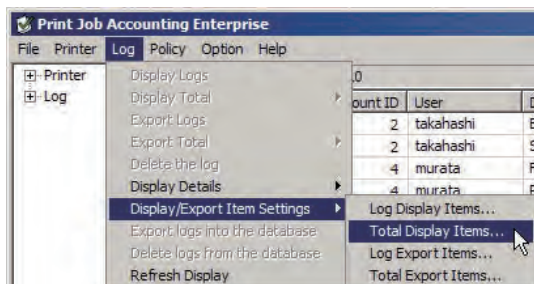 Print Job Accounting Enterprise
File Printer Log Policy Option Help
Printer
Log
Display Logs
Display Total
Export Logs
Export Total
Delete the log
Display Details
Display/Export Item Settings
Export logs into the database
Delete logs from the database
Refresh Display
.0
ount ID User
2 takahashi
2 takahashi S
4 murata
4 murata
Log Display Items...
Total Display Items...
Log Export Items...
Total Export Items...